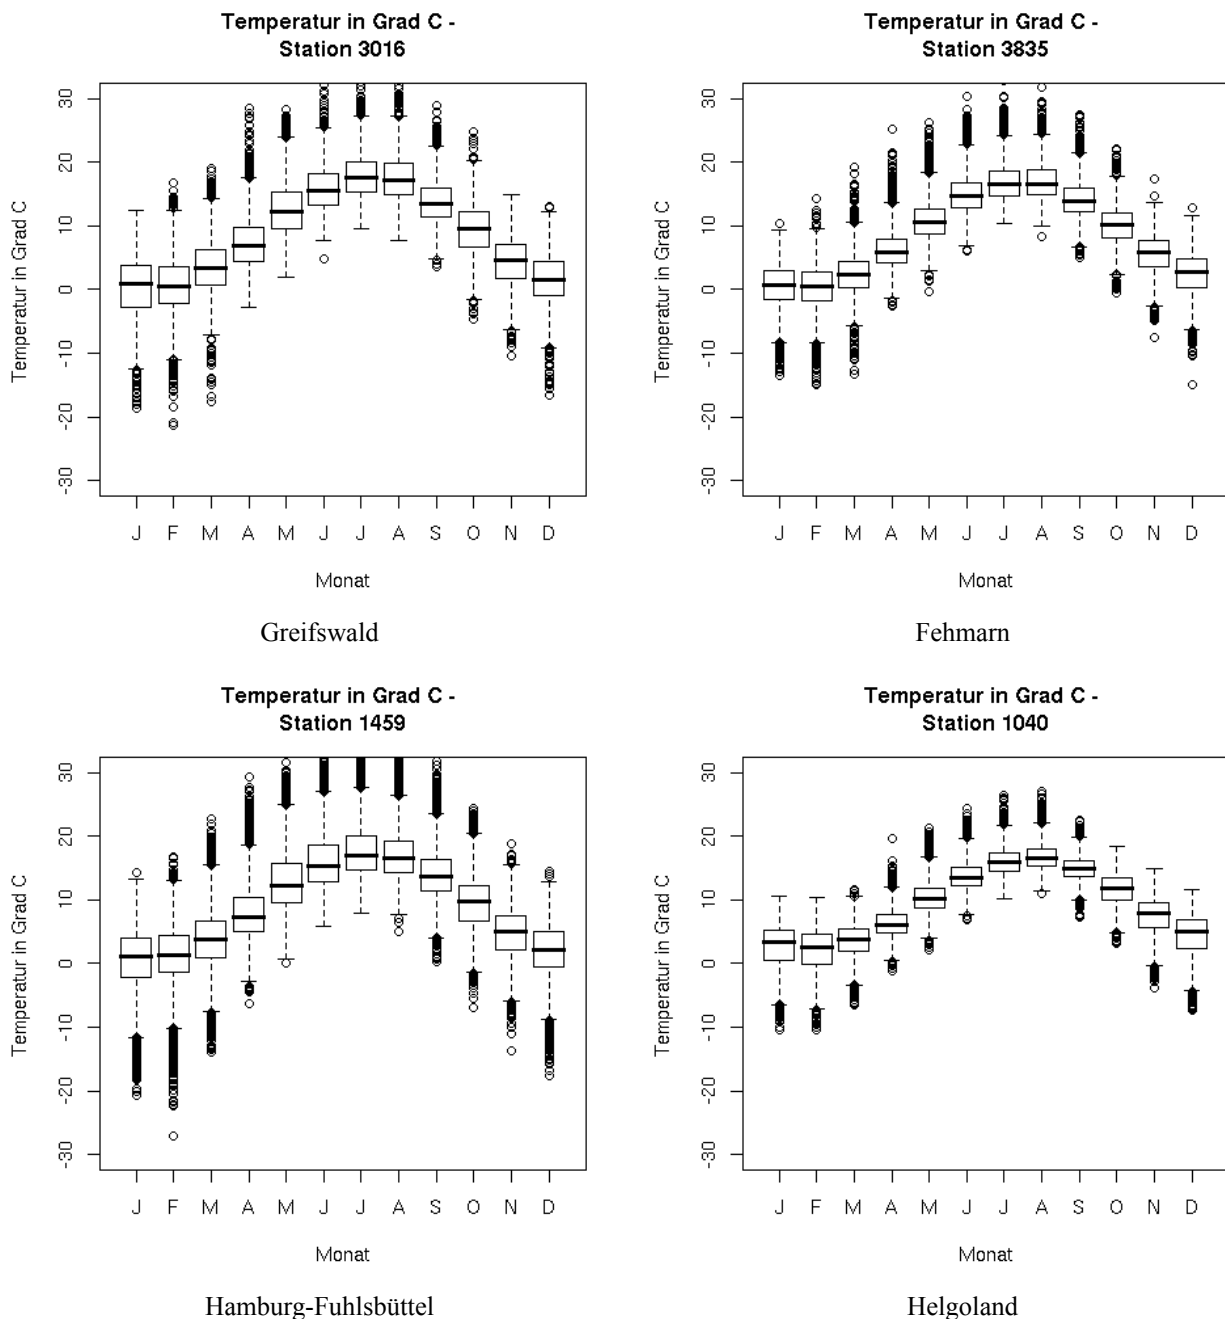 Temperatur in Grad C -
Station 3016
30
20
10
0
-10
-20
-30
Temperatur in Grad C
J F M A M J J A S O N D
Monat
Greifswald
Temperatur in Grad C -
Station 3835
30
20
10
0
-10
-20
-30
Temperatur in Grad C
J F M A M J J A S O N D
Monat
Fehmarn
Temperatur in Grad C -
Station 1459
30
20
10
0
-10
-20
-30
Temperatur in Grad C
J F M A M J J A S O N D
Monat
Hamburg-Fuhlsbüttel
Temperatur in Grad C -
Station 1040
30
20
10
0
-10
-20
-30
Temperatur in Grad C
J F M A M J J A S O N D
Monat
Helgoland